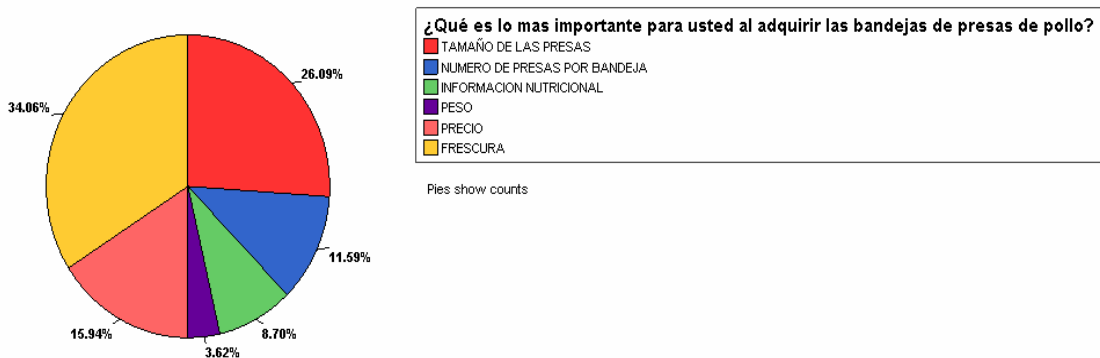 ¿Qué es lo mas importante para usted al adquirir las bandejas de presas de pollo?
TAMAÑO DE LAS PRESAS
NUMERO DE PRESAS POR BANDEJA
INFORMACION NUTRICIONAL
PESO
PRECIO
FRESCURA
Pies show counts
26.09%
34.06%
11.59%
15.94%
8.70%
3.62%